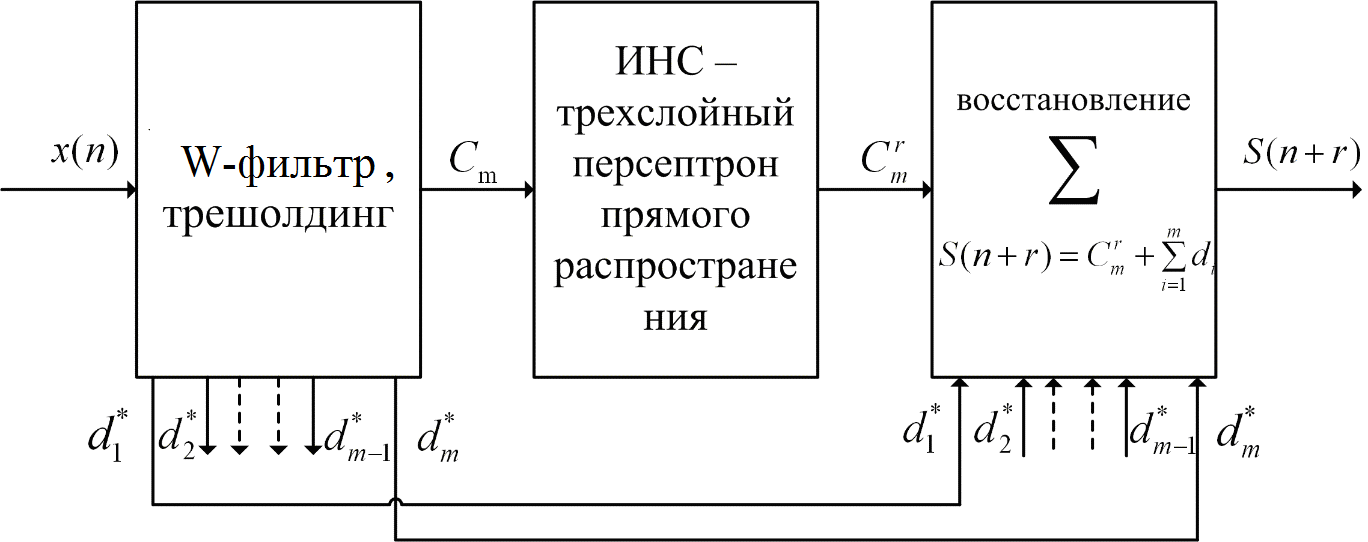 x(n)
W-фильтр ,
трешолдинг
C_m
ИНС –
трехслойный
персептрон
прямого
распростране
ния
C_m^r
восстановление
∑
S(n + r) = C_m^r + ∑_{i=1}^{m} d_i
S(n + r)
d_1^* d_2^* d_{m-1}^* d_m^*
d_1^* d_2^* d_{m-1}^* d_m^*